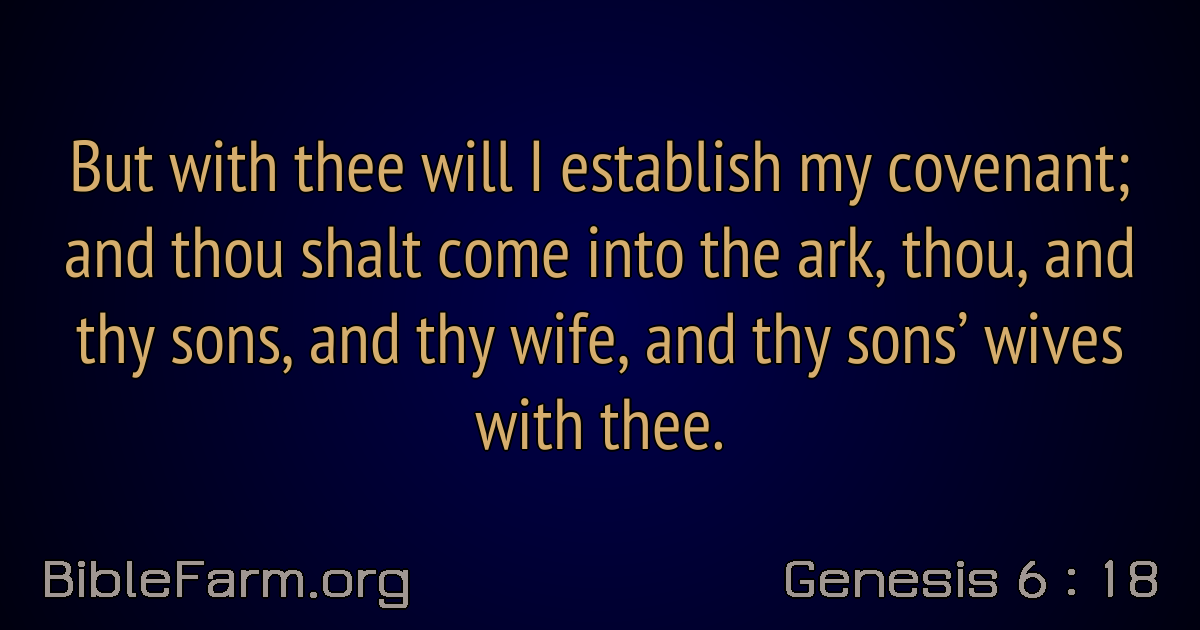 But with thee will I establish my covenant;
and thou shalt come into the ark, thou, and
thy sons, and thy wife, and thy sons’ wives
with thee.
BibleFarm.org
Genesis 6 : 18